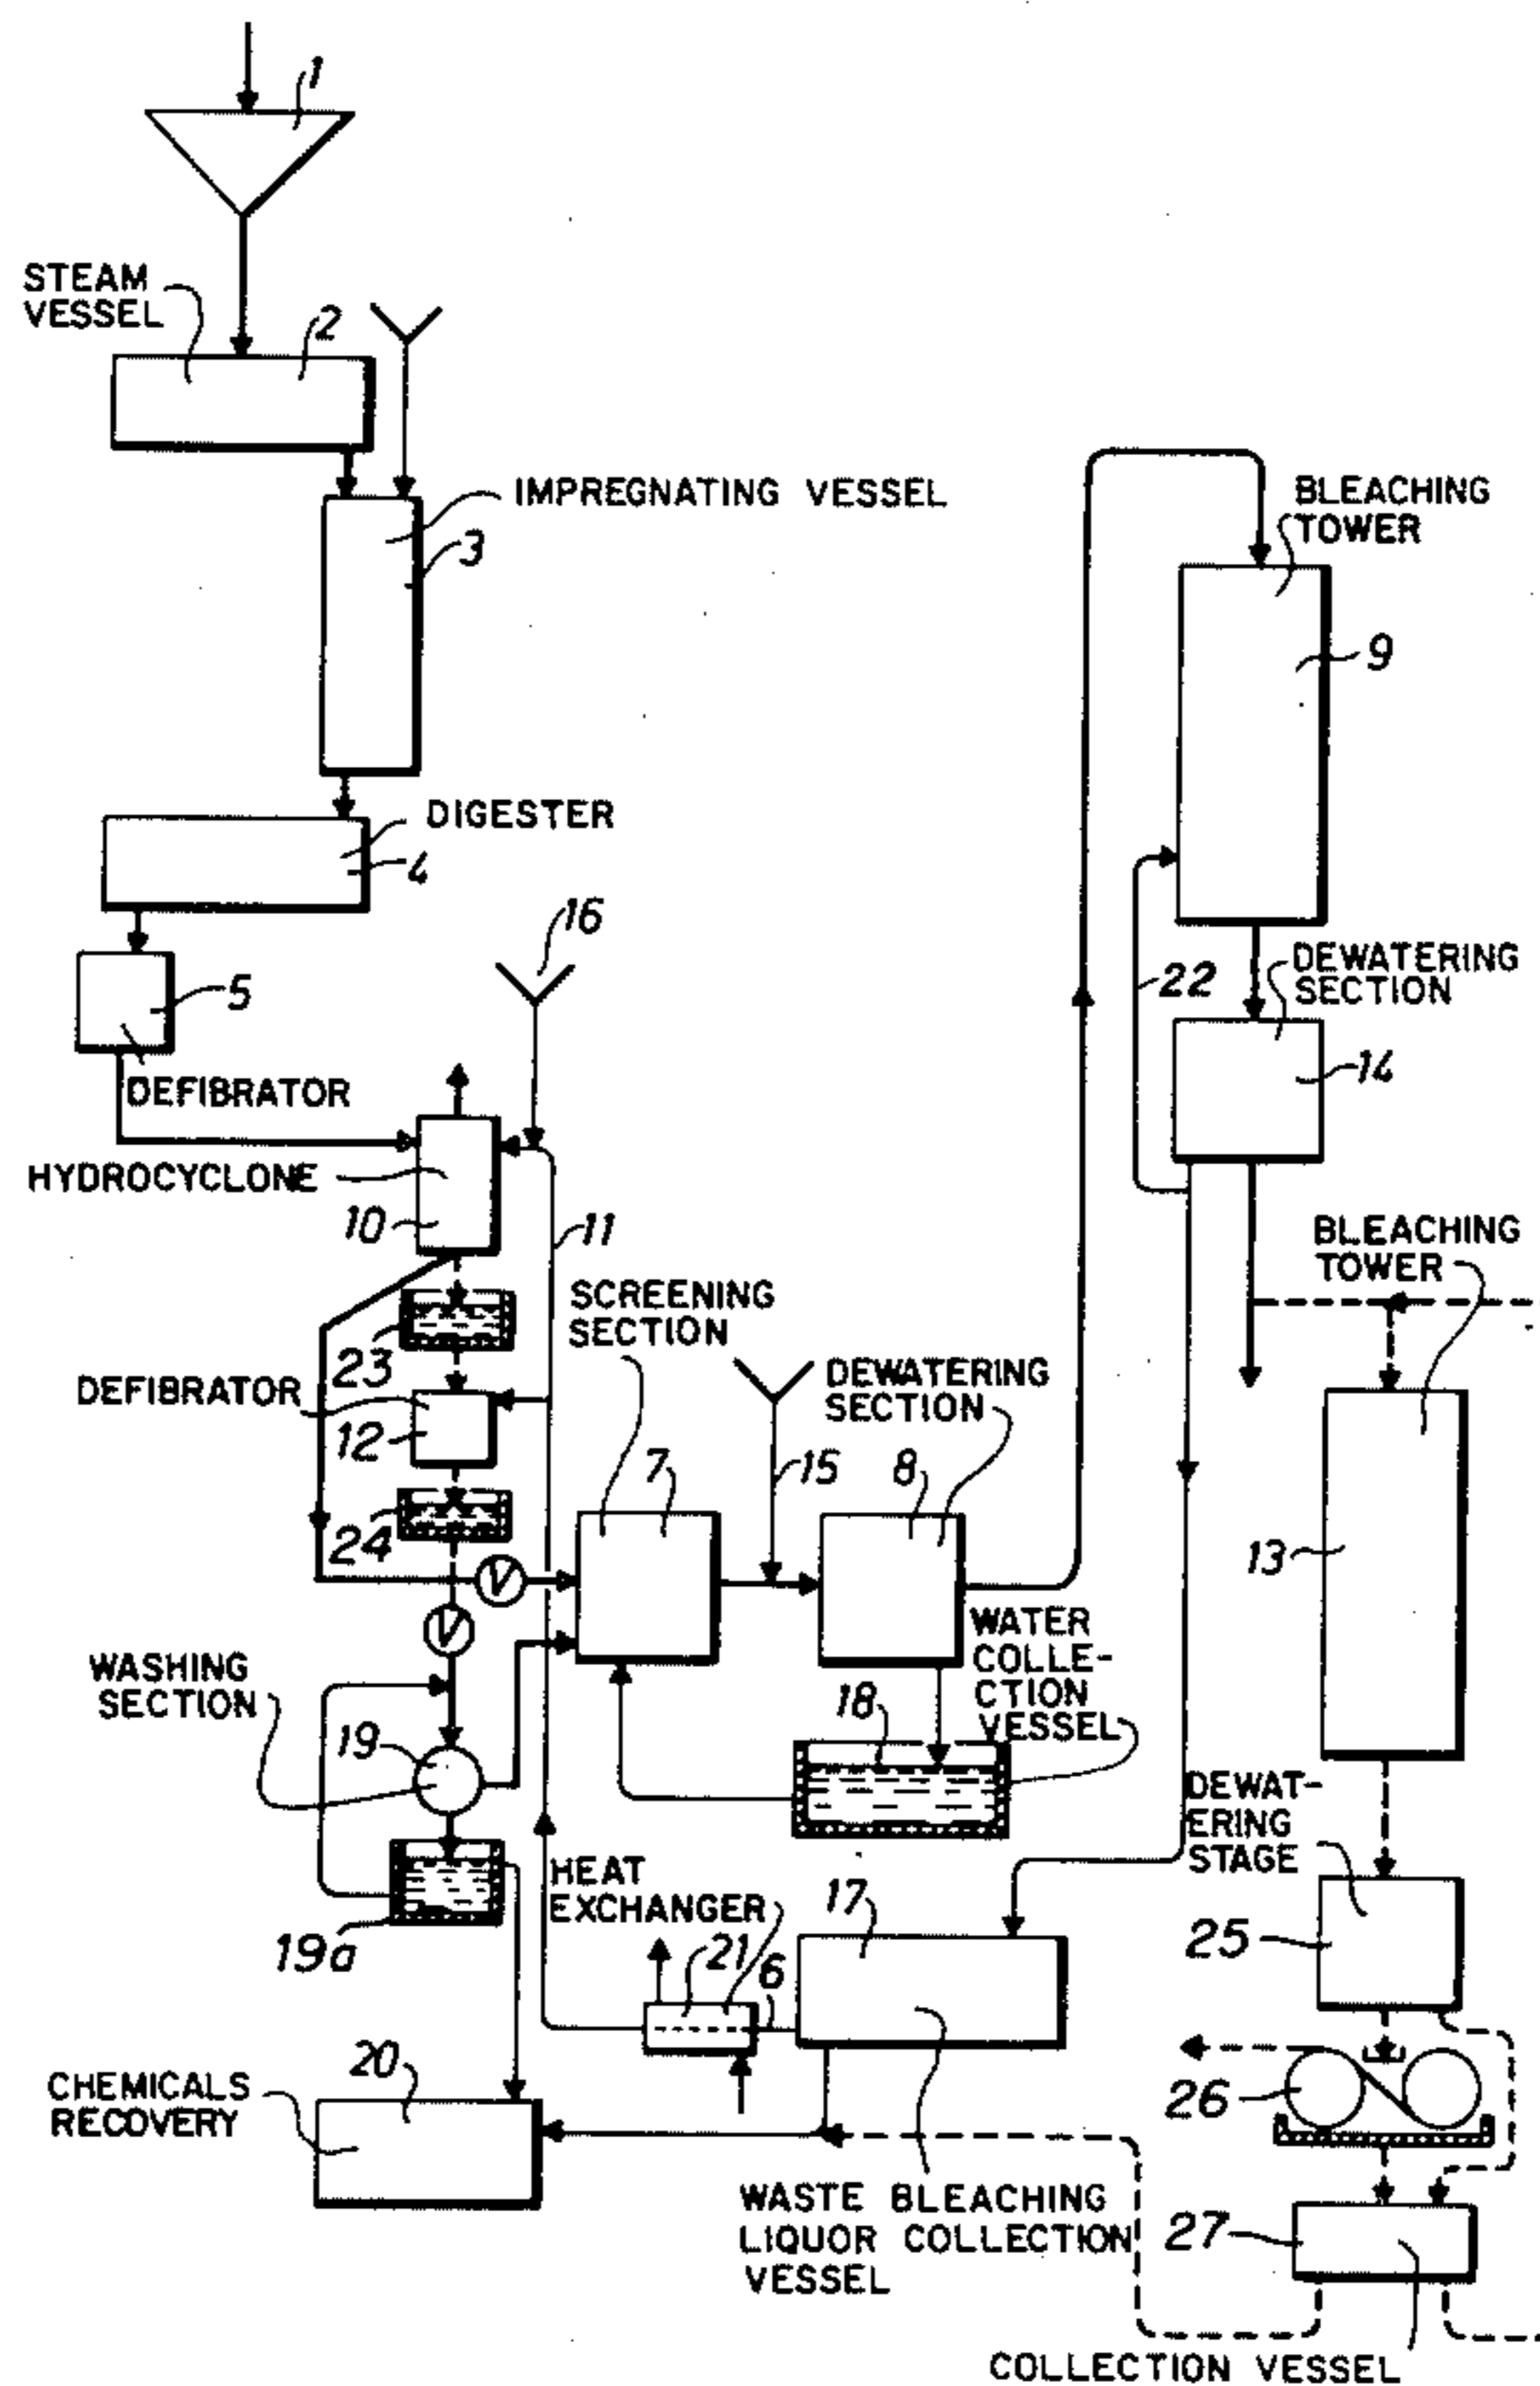 1
STEAM
VESSEL
2
IMPREGNATING VESSEL
3
BLEACHING
TOWER
9
DIGESTER
4
16
5
DEFIBRATOR
22
DEWATERING
SECTION
14
HYDROCYCLONE
10
11
BLEACHING
TOWER
SCREENING
SECTION
23
DEFIBRATOR
12
DEWATERING
SECTION
7
15
8
24
13
V
V
WATER
COLLE-
CTION
VESSEL
WASHING
SECTION
18
19
DEWAT-
ERING
STAGE
HEAT
EXCHANGER
17
19a
21
6
25
20
CHEMICALS
RECOVERY
26
WASTE BLEACHING
LIQUOR COLLECTION
VESSEL
27
COLLECTION VESSEL